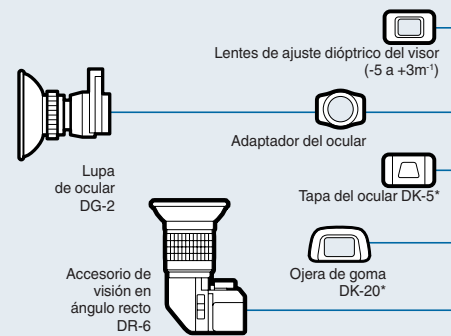 Lentes de ajuste dióptrico del visor
(-5 a +3m⁻¹)
Adaptador del ocular
Lupa
de ocular
DG-2
Tapa del ocular DK-5*
Ojera de goma
DK-20*
Accesorio de
visión en
ángulo recto
DR-6